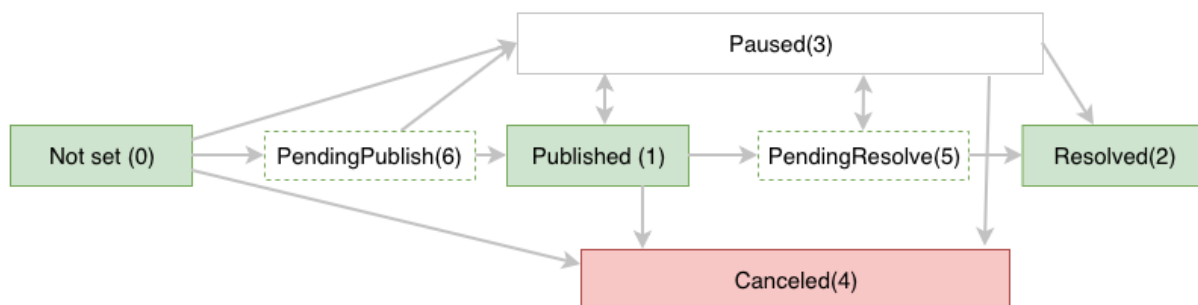 Paused(3)
Not set (0)
PendingPublish(6)
Published (1)
PendingResolve(5)
Resolved(2)
Canceled(4)